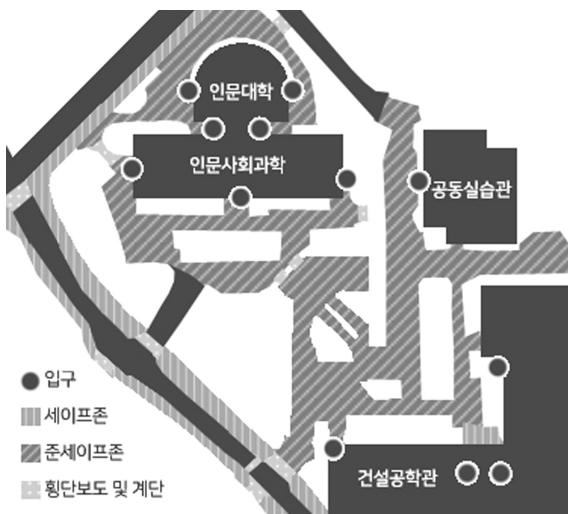 인문대학
인문사회과학
공동실습관
입구
세이프존
준세이프존
횡단보도 및 계단
건설공학관